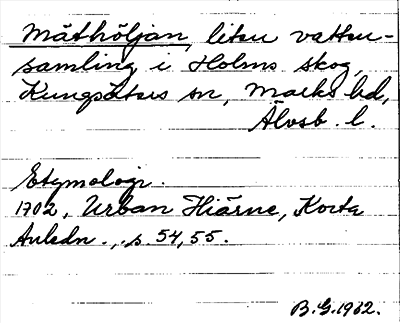 Mäthöljan, liten vatten-
samling i Holms skog,
Kungsäters sn, Marks hd,
Älvsb. l.
Etymologi.
1702, Urban Hiärne, Korta
Anledn., s. 54, 55.
B.G. 1932.